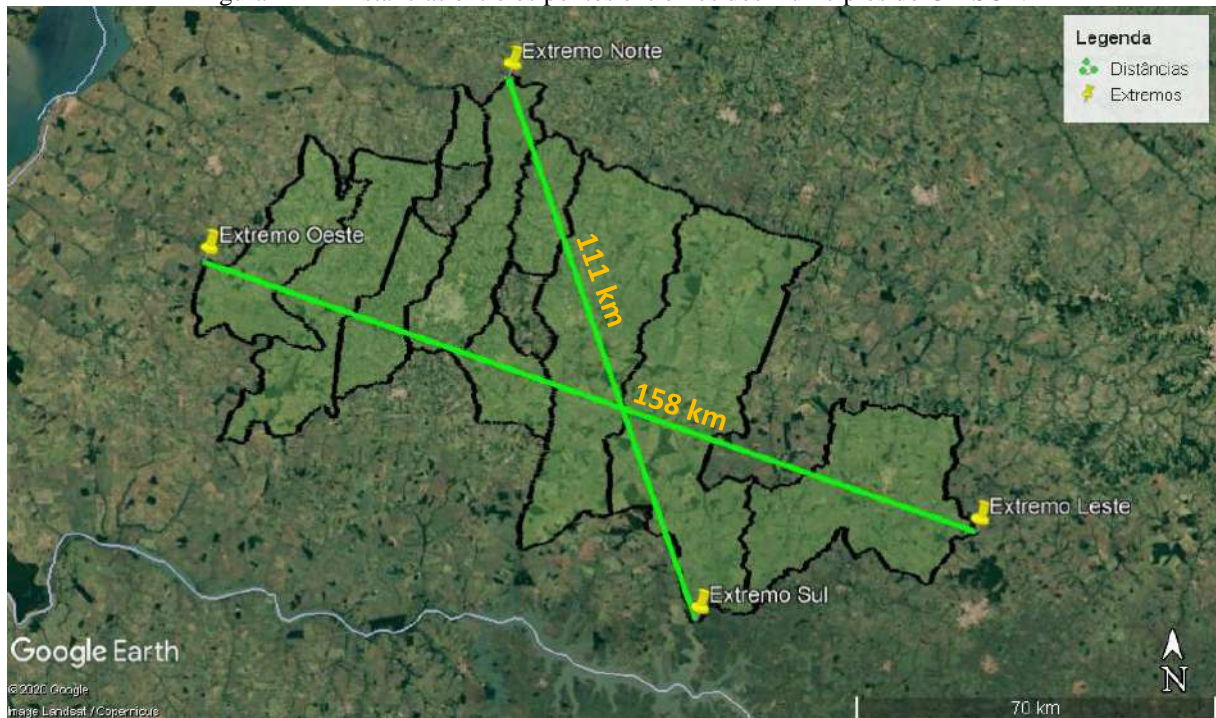 Extremo Norte
Legenda
Distâncias
Extremos
Extremo Oeste
111 km
158 km
Extremo Leste
Extremo Sul
Google Earth
N
© 2020 Google
Image Landsat / Copernicus
70 km